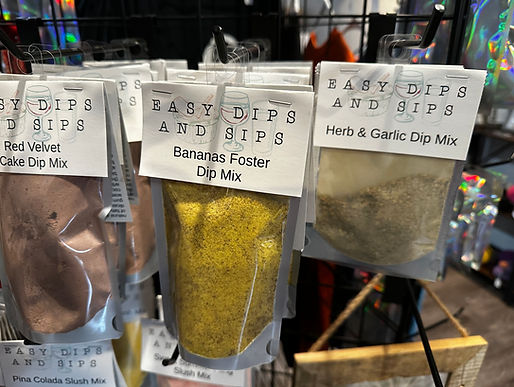 EASY DIPS
AND SIPS
Red Velvet
Cake Dip Mix
EASY DIPS
AND SIPS
Bananas Foster
Dip Mix
EASY DIPS
AND SIPS
Herb & Garlic Dip Mix
EASY DIPS
AND SIPS
Pina Colada Slush Mix
Slush Mix